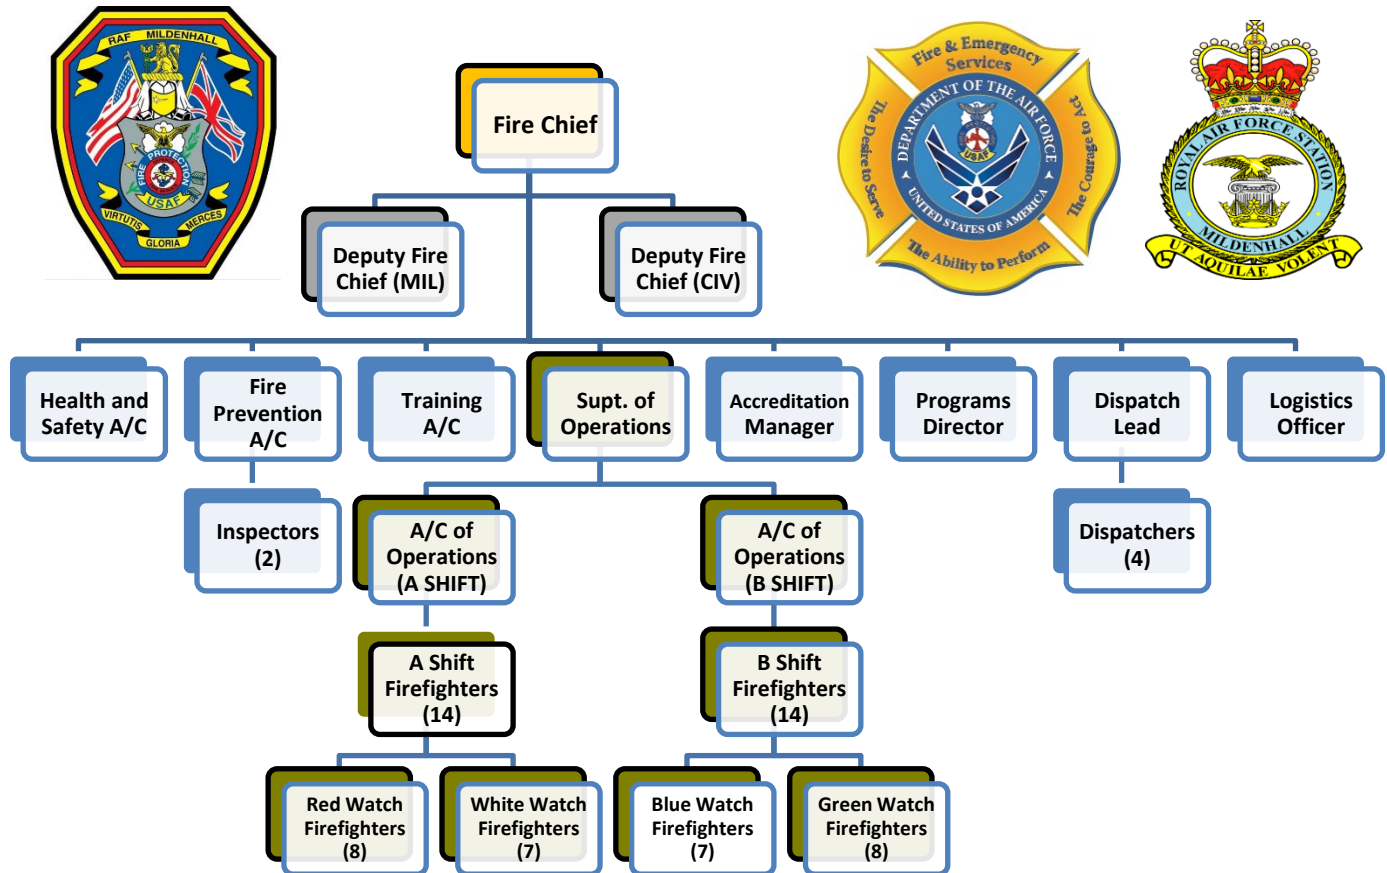 RAF MILDENHALL
FIRE PROTECTION
USAF
VIRTUTIS
GLORIA
MERCES
Fire Chief
Fire & Emergency
Services
The Desire to Serve
The Courage to Act
The Ability to Perform
DEPARTMENT OF THE AIR FORCE
UNITED STATES OF AMERICA
USAF
ROYAL AIR FORCE STATION
MILDENHALL
UT AQUILAE VOLENT
Deputy Fire
Chief (MIL)
Deputy Fire
Chief (CIV)
Health and
Safety A/C
Fire
Prevention
A/C
Training
A/C
Supt. of
Operations
Accreditation
Manager
Programs
Director
Dispatch
Lead
Logistics
Officer
Inspectors
(2)
A/C of
Operations
(A SHIFT)
A/C of
Operations
(B SHIFT)
Dispatchers
(4)
A Shift
Firefighters
(14)
B Shift
Firefighters
(14)
Red Watch
Firefighters
(8)
White Watch
Firefighters
(7)
Blue Watch
Firefighters
(7)
Green Watch
Firefighters
(8)